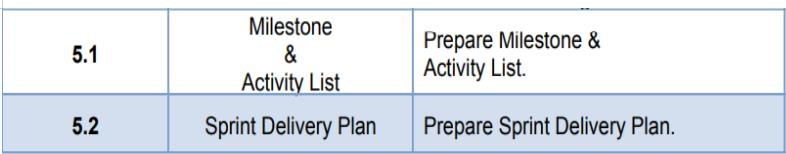 5.1
Milestone
&
Activity List
Prepare Milestone &
Activity List.
5.2
Sprint Delivery Plan
Prepare Sprint Delivery Plan.